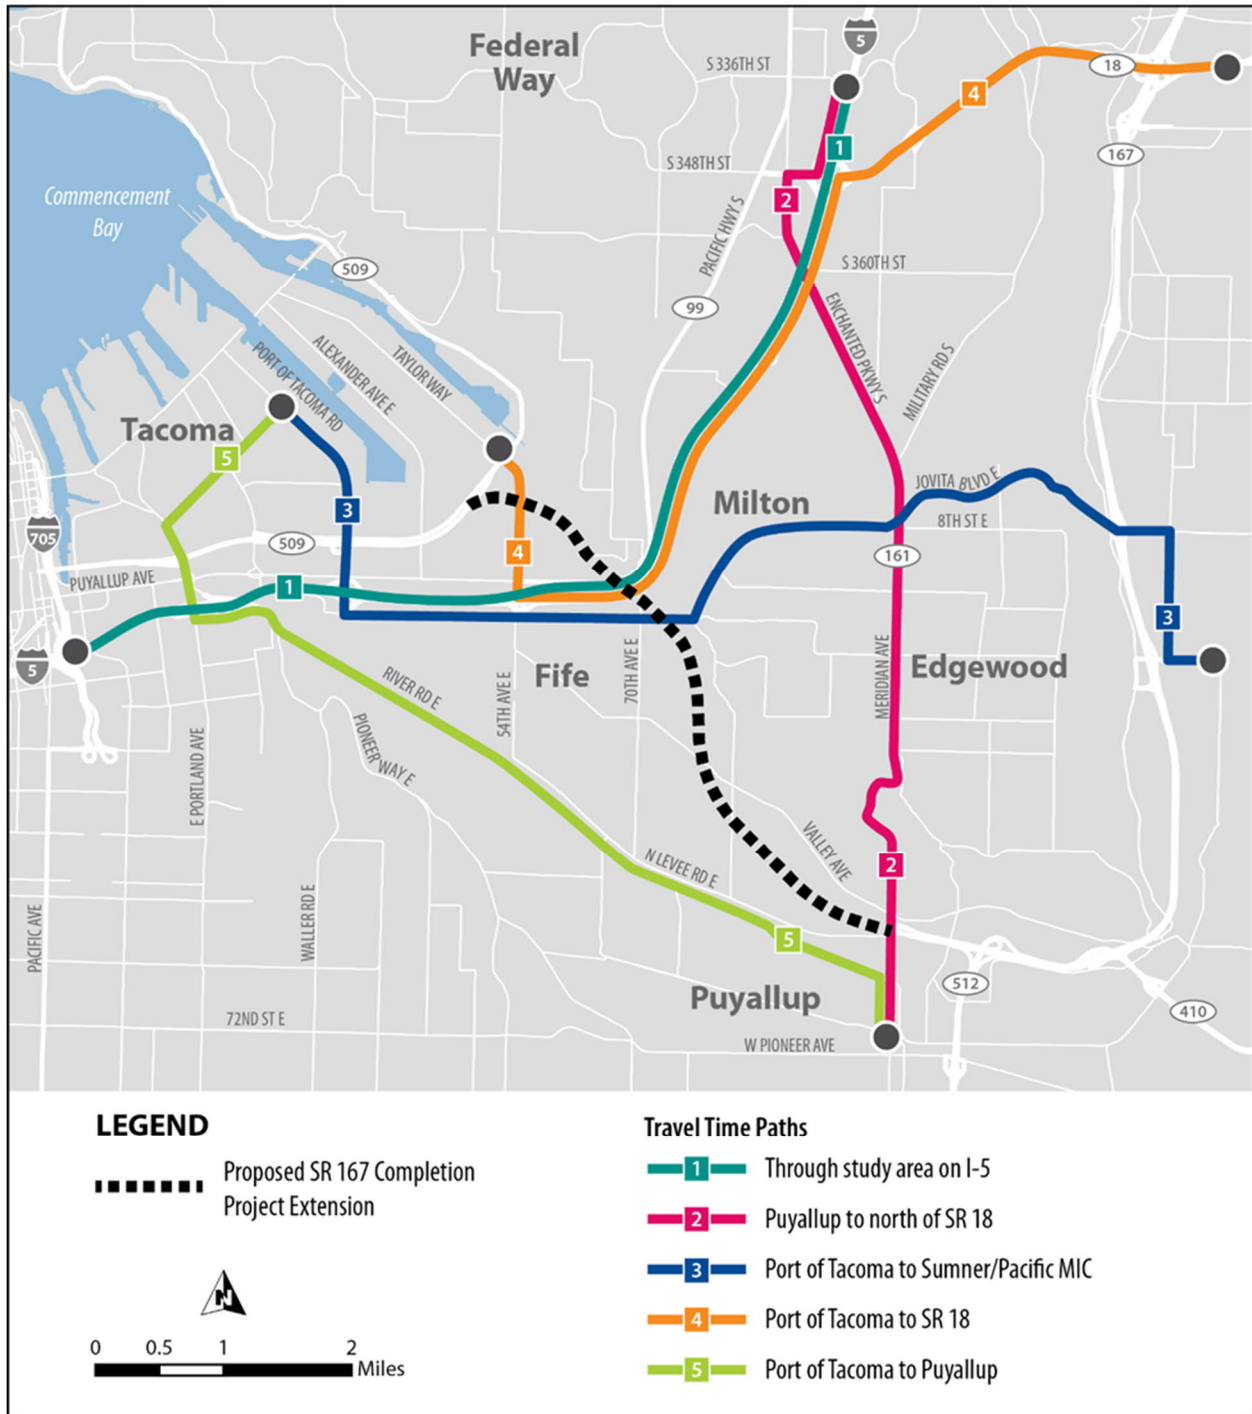 Federal
Way
5
S 336TH ST
18
4
1
167
S 348TH ST
2
Commencement
Bay
PACIFIC HWY S
509
S 360TH ST
99
ENCHANTED PKWY S
TAYLOR WAY
ALEXANDER AVE E
PORT OF TACOMA RD
MILITARY RD S
Tacoma
5
JOVITA BLVD E
Milton
3
8TH ST E
705
509
4
161
PUYALLUP AVE
1
3
5
Fife
Edgewood
RIVER RD E
54TH AVE E
70TH AVE E
MERIDIAN AVE
PIONEER WAY E
E PORTLAND AVE
VALLEY AVE
N LEVEE RD E
2
WALLER RD E
PACIFIC AVE
5
512
Puyallup
410
72ND ST E
W PIONEER AVE
LEGEND
Proposed SR 167 Completion
Project Extension
N
0 0.5 1 2
Miles
Travel Time Paths
1 Through study area on I-5
2 Puyallup to north of SR 18
3 Port of Tacoma to Sumner/Pacific MIC
4 Port of Tacoma to SR 18
5 Port of Tacoma to Puyallup